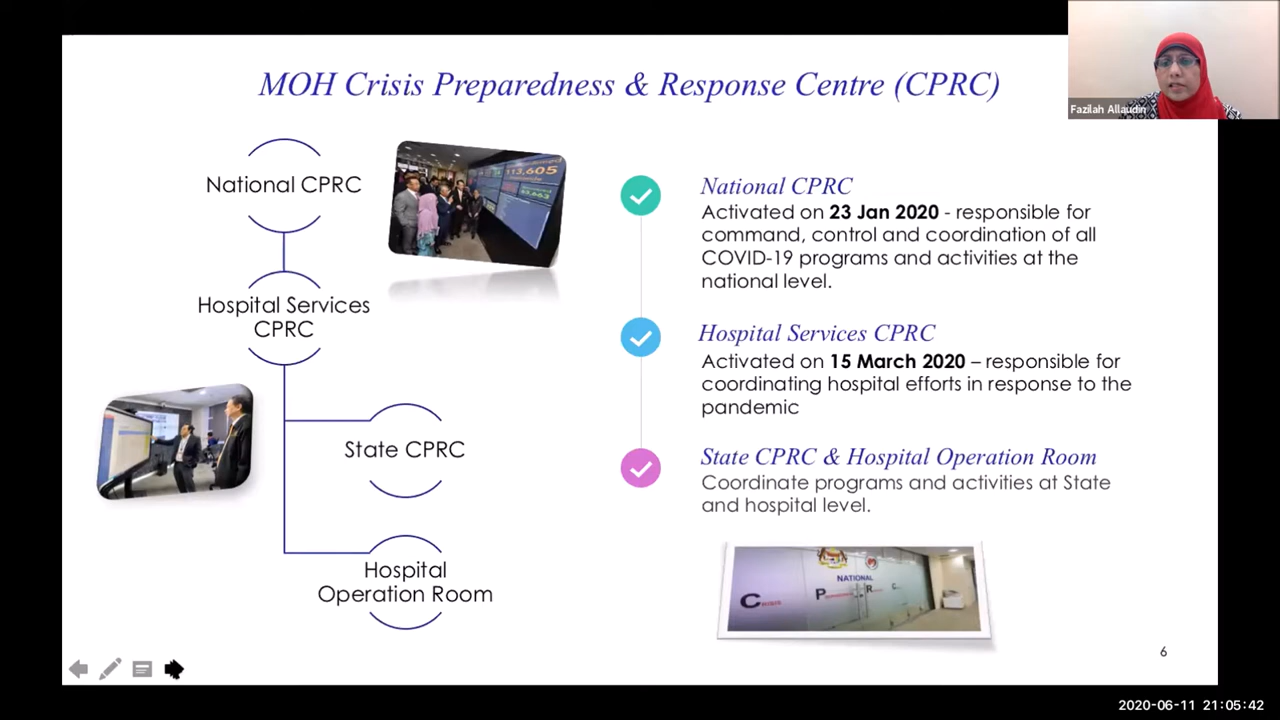 MOH Crisis Preparedness & Response Centre (CPRC)
Fazilah Allaudin
National CPRC
Hospital Services
CPRC
State CPRC
Hospital
Operation Room
113,605
National CPRC
Activated on 23 Jan 2020 - responsible for
command, control and coordination of all
COVID-19 programs and activities at the
national level.
Hospital Services CPRC
Activated on 15 March 2020 – responsible for
coordinating hospital efforts in response to the
pandemic
State CPRC & Hospital Operation Room
Coordinate programs and activities at State
and hospital level.
NATIONAL
CRISIS
6
2020-06-11 21:05:42